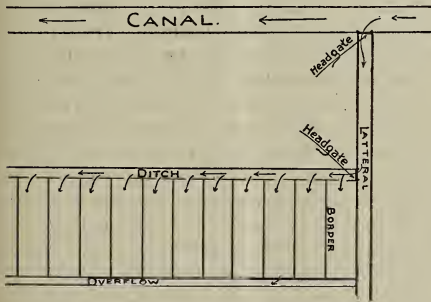 CANAL.
Headgate
Headgate
LATTERAL
DITCH
BORDER
OVERFLOW